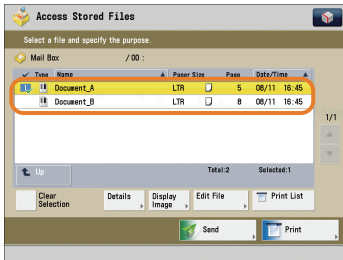 Access Stored Files
Select a file and specify the purpose.
Mail Box /00 :
Type Name Paper Size Page Date/Time
1 Document_A LTR 5 08/11 16:45
Document_B LTR 8 08/11 16:45
1/1
Up Total:2 Selected:1
Clear Selection Details Display Image Edit File Print List
Send Print